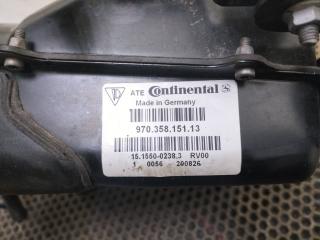 ATE Continental
Made in Germany
970.358.151.13
15.1550-0238.3 RV00
1 0056 200826